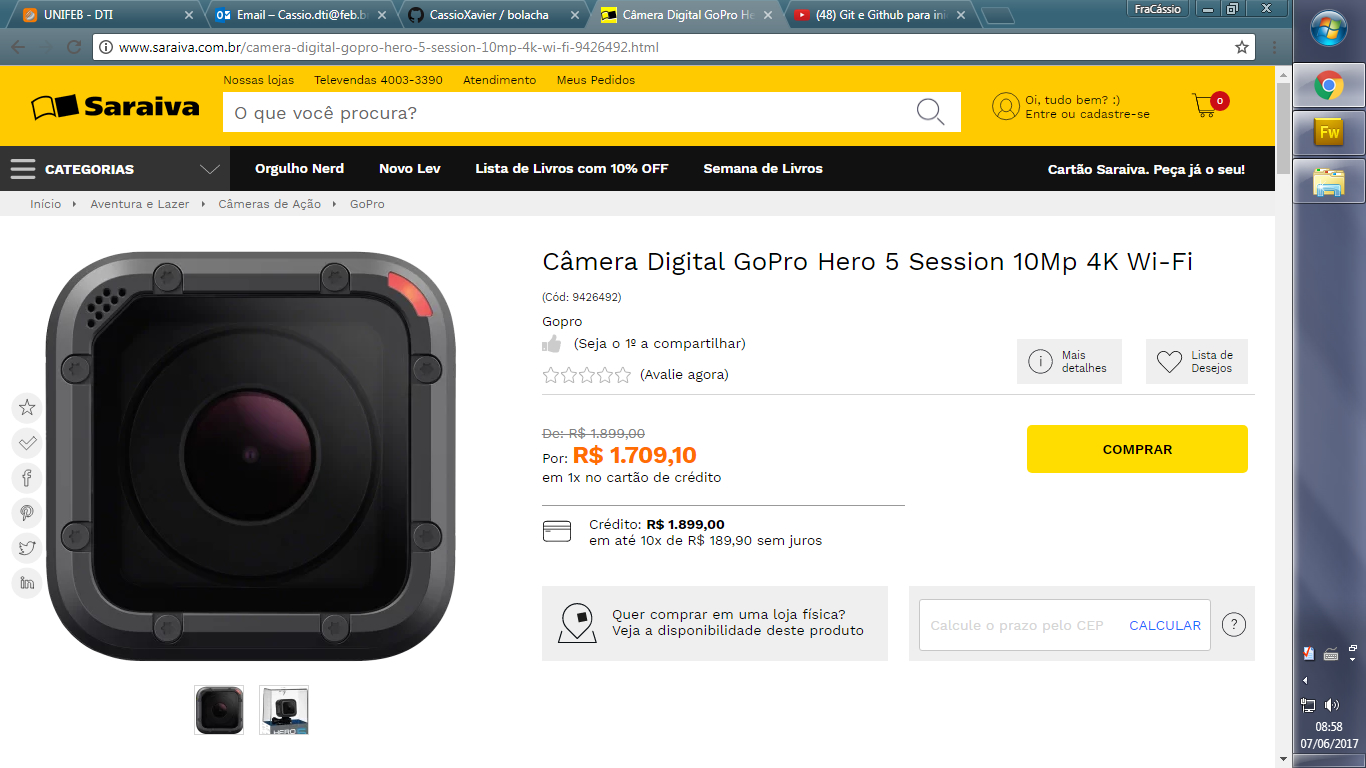 UNIFEB - DTI
Email – Cassio.dti@feb.br
CassioXavier / bolacha
Câmera Digital GoPro He
(48) Git e Github para ini
FraCássio
www.saraiva.com.br/camera-digital-gopro-hero-5-session-10mp-4k-wi-fi-9426492.html
Nossas lojas Televendas 4003-3390 Atendimento Meus Pedidos
Saraiva
O que você procura?
Oi, tudo bem? :)
Entre ou cadastre-se
0
CATEGORIAS
Orgulho Nerd Novo Lev Lista de Livros com 10% OFF Semana de Livros Cartão Saraiva. Peça já o seu!
Início Aventura e Lazer Câmeras de Ação GoPro
Câmera Digital GoPro Hero 5 Session 10Mp 4K Wi-Fi
(Cód: 9426492)
Gopro
(Seja o 1º a compartilhar)
(Avalie agora)
Mais
detalhes
Lista de
Desejos
De: R$ 1.899,00
Por: R$ 1.709,10
em 1x no cartão de crédito
COMPRAR
Crédito: R$ 1.899,00
em até 10x de R$ 189,90 sem juros
Quer comprar em uma loja física?
Veja a disponibilidade deste produto
Calcule o prazo pelo CEP CALCULAR ?
HERO5
Fw
08:58
07/06/2017